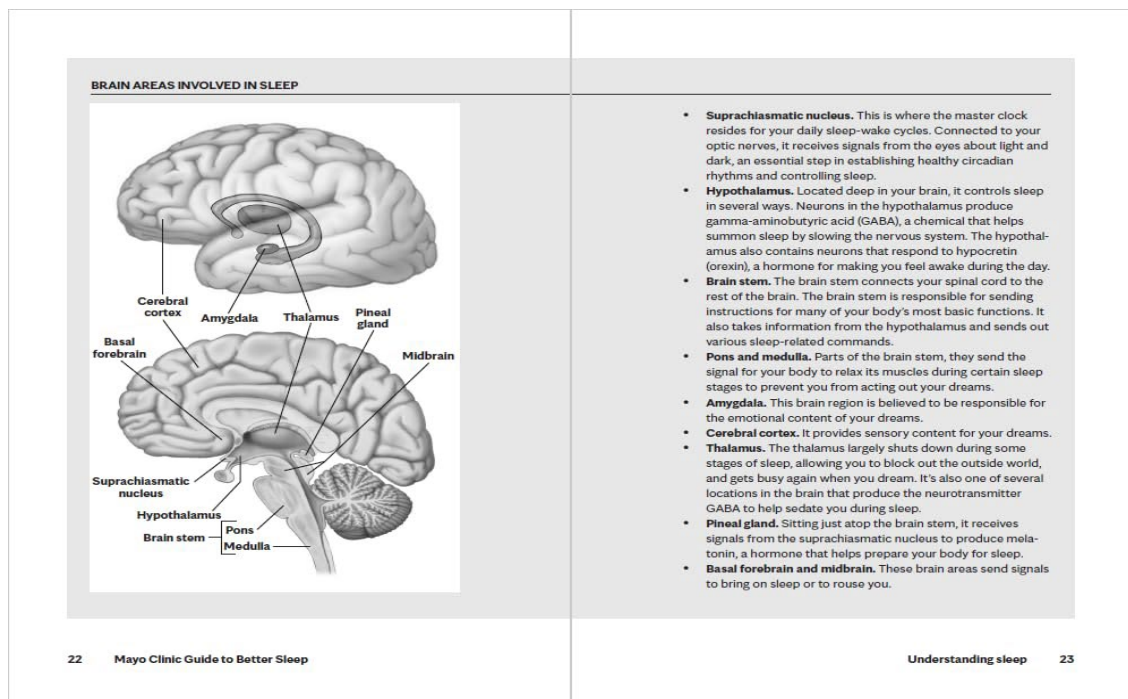 BRAIN AREAS INVOLVED IN SLEEP
Cerebral
cortex
Amygdala
Thalamus
Pineal
gland
Basal
forebrain
Midbrain
Suprachiasmatic
nucleus
Hypothalamus
Brain stem
Pons
Medulla
• Suprachiasmatic nucleus. This is where the master clock
resides for your daily sleep-wake cycles. Connected to your
optic nerves, it receives signals from the eyes about light and
dark, an essential step in establishing healthy circadian
rhythms and controlling sleep.
• Hypothalamus. Located deep in your brain, it controls sleep
in several ways. Neurons in the hypothalamus produce
gamma-aminobutyric acid (GABA), a chemical that helps
summon sleep by slowing the nervous system. The hypothal-
amus also contains neurons that respond to hypocretin
(orexin), a hormone for making you feel awake during the day.
• Brain stem. The brain stem connects your spinal cord to the
rest of the brain. The brain stem is responsible for sending
instructions for many of your body's most basic functions. It
also takes information from the hypothalamus and sends out
various sleep-related commands.
• Pons and medulla. Parts of the brain stem, they send the
signal for your body to relax its muscles during certain sleep
stages to prevent you from acting out your dreams.
• Amygdala. This brain region is believed to be responsible for
the emotional content of your dreams.
• Cerebral cortex. It provides sensory content for your dreams.
• Thalamus. The thalamus largely shuts down during some
stages of sleep, allowing you to block out the outside world,
and gets busy again when you dream. It's also one of several
locations in the brain that produce the neurotransmitter
GABA to help sedate you during sleep.
• Pineal gland. Sitting just atop the brain stem, it receives
signals from the suprachiasmatic nucleus to produce mela-
tonin, a hormone that helps prepare your body for sleep.
• Basal forebrain and midbrain. These brain areas send signals
to bring on sleep or to rouse you.
22 Mayo Clinic Guide to Better Sleep
Understanding sleep 23